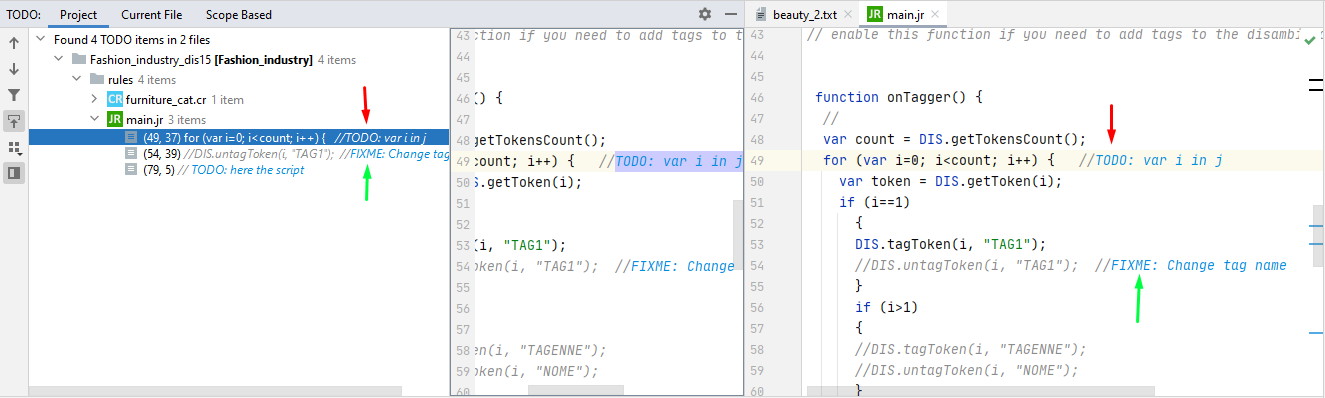 TODO: Project Current File Scope Based
Found 4 TODO items in 2 files
Fashion_industry_dis15 [Fashion_industry] 4 items
rules 4 items
CR furniture_cat.cr 1 item
JR main.jr 3 items
(49, 37) for (var i=0; i<count; i++) { //TODO: var i in j
(54, 39) //DIS.untagToken(i, "TAG1"); //FIXME: Change tag
(79, 5) // TODO: here the script
43 ction if you need to add tags to t
44
45
46 () {
47
48 getTokensCount();
49 count; i++) { //TODO: var i in j
50 S.getToken(i);
51
52
53 (i, "TAG1");
54 oken(i, "TAG1"); //FIXME: Change
55
56
57
58 en(i, "TAGENNE");
59 oken(i, "NOME");
60
beauty_2.txt JR main.jr
43 // enable this function if you need to add tags to the disambi
44
45
46 function onTagger() {
47 //
48 var count = DIS.getTokensCount();
49 for (var i=0; i<count; i++) { //TODO: var i in j
50 var token = DIS.getToken(i);
51 if (i==1)
52 {
53 DIS.tagToken(i, "TAG1");
54 //DIS.untagToken(i, "TAG1"); //FIXME: Change tag name
55 }
56 if (i>1)
57 {
58 //DIS.tagToken(i, "TAGENNE");
59 //DIS.untagToken(i, "NOME");
60 }